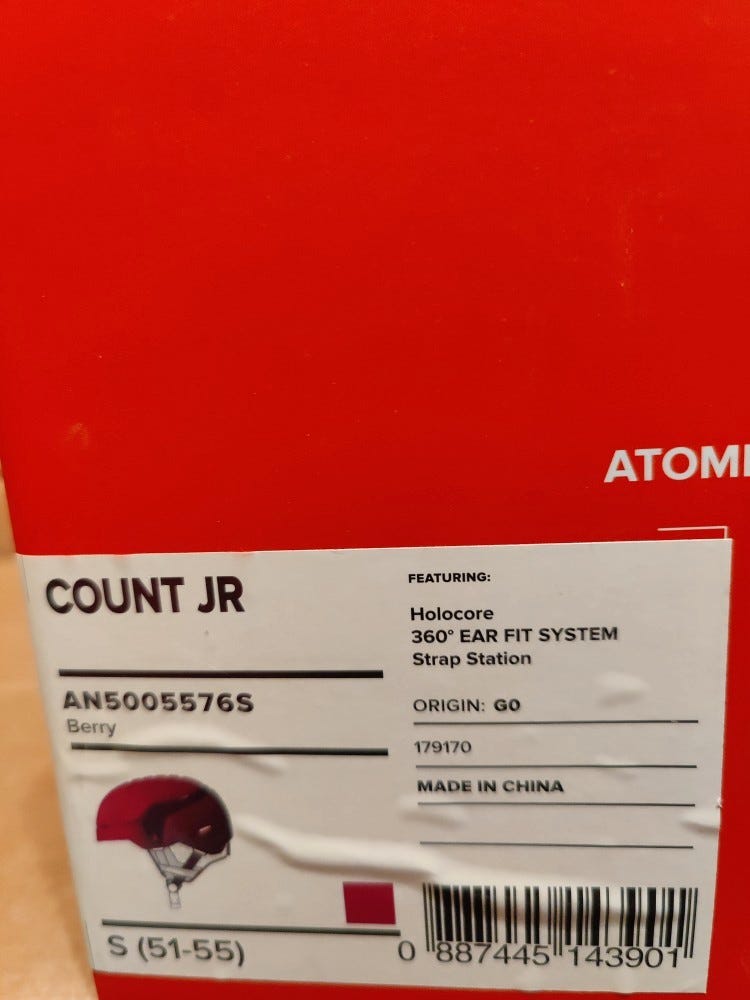 ATOMI
COUNT JR
AN5005576S
Berry
S (51-55)
FEATURING:
Holocore
360° EAR FIT SYSTEM
Strap Station
ORIGIN: G0
179170
MADE IN CHINA
0 887445 143901